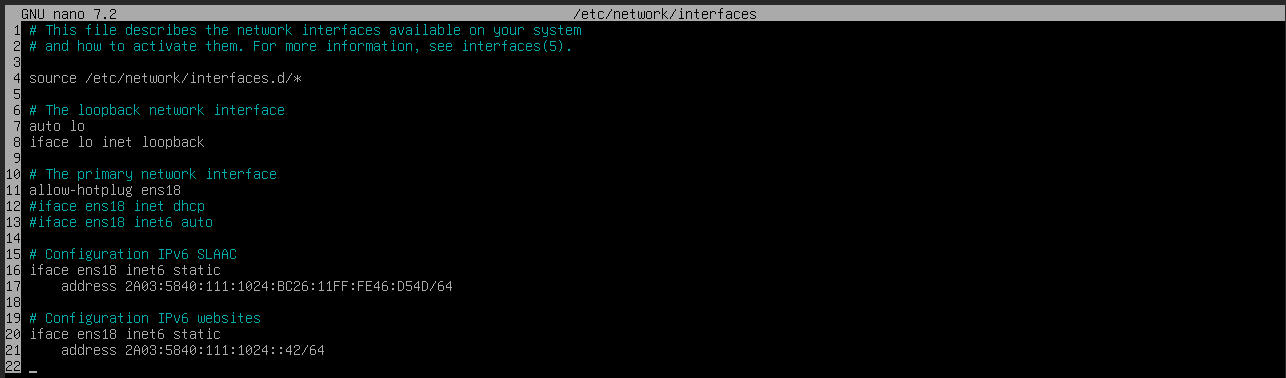 GNU nano 7.2 /etc/network/interfaces
1 # This file describes the network interfaces available on your system
2 # and how to activate them. For more information, see interfaces(5).
3
4 source /etc/network/interfaces.d/*
5
6 # The loopback network interface
7 auto lo
8 iface lo inet loopback
9
10 # The primary network interface
11 allow-hotplug ens18
12 #iface ens18 inet dhcp
13 #iface ens18 inet6 auto
14
15 # Configuration IPv6 SLAAC
16 iface ens18 inet6 static
17     address 2A03:5840:111:1024:BC26:11FF:FE46:D54D/64
18
19 # Configuration IPv6 websites
20 iface ens18 inet6 static
21     address 2A03:5840:111:1024::42/64
22